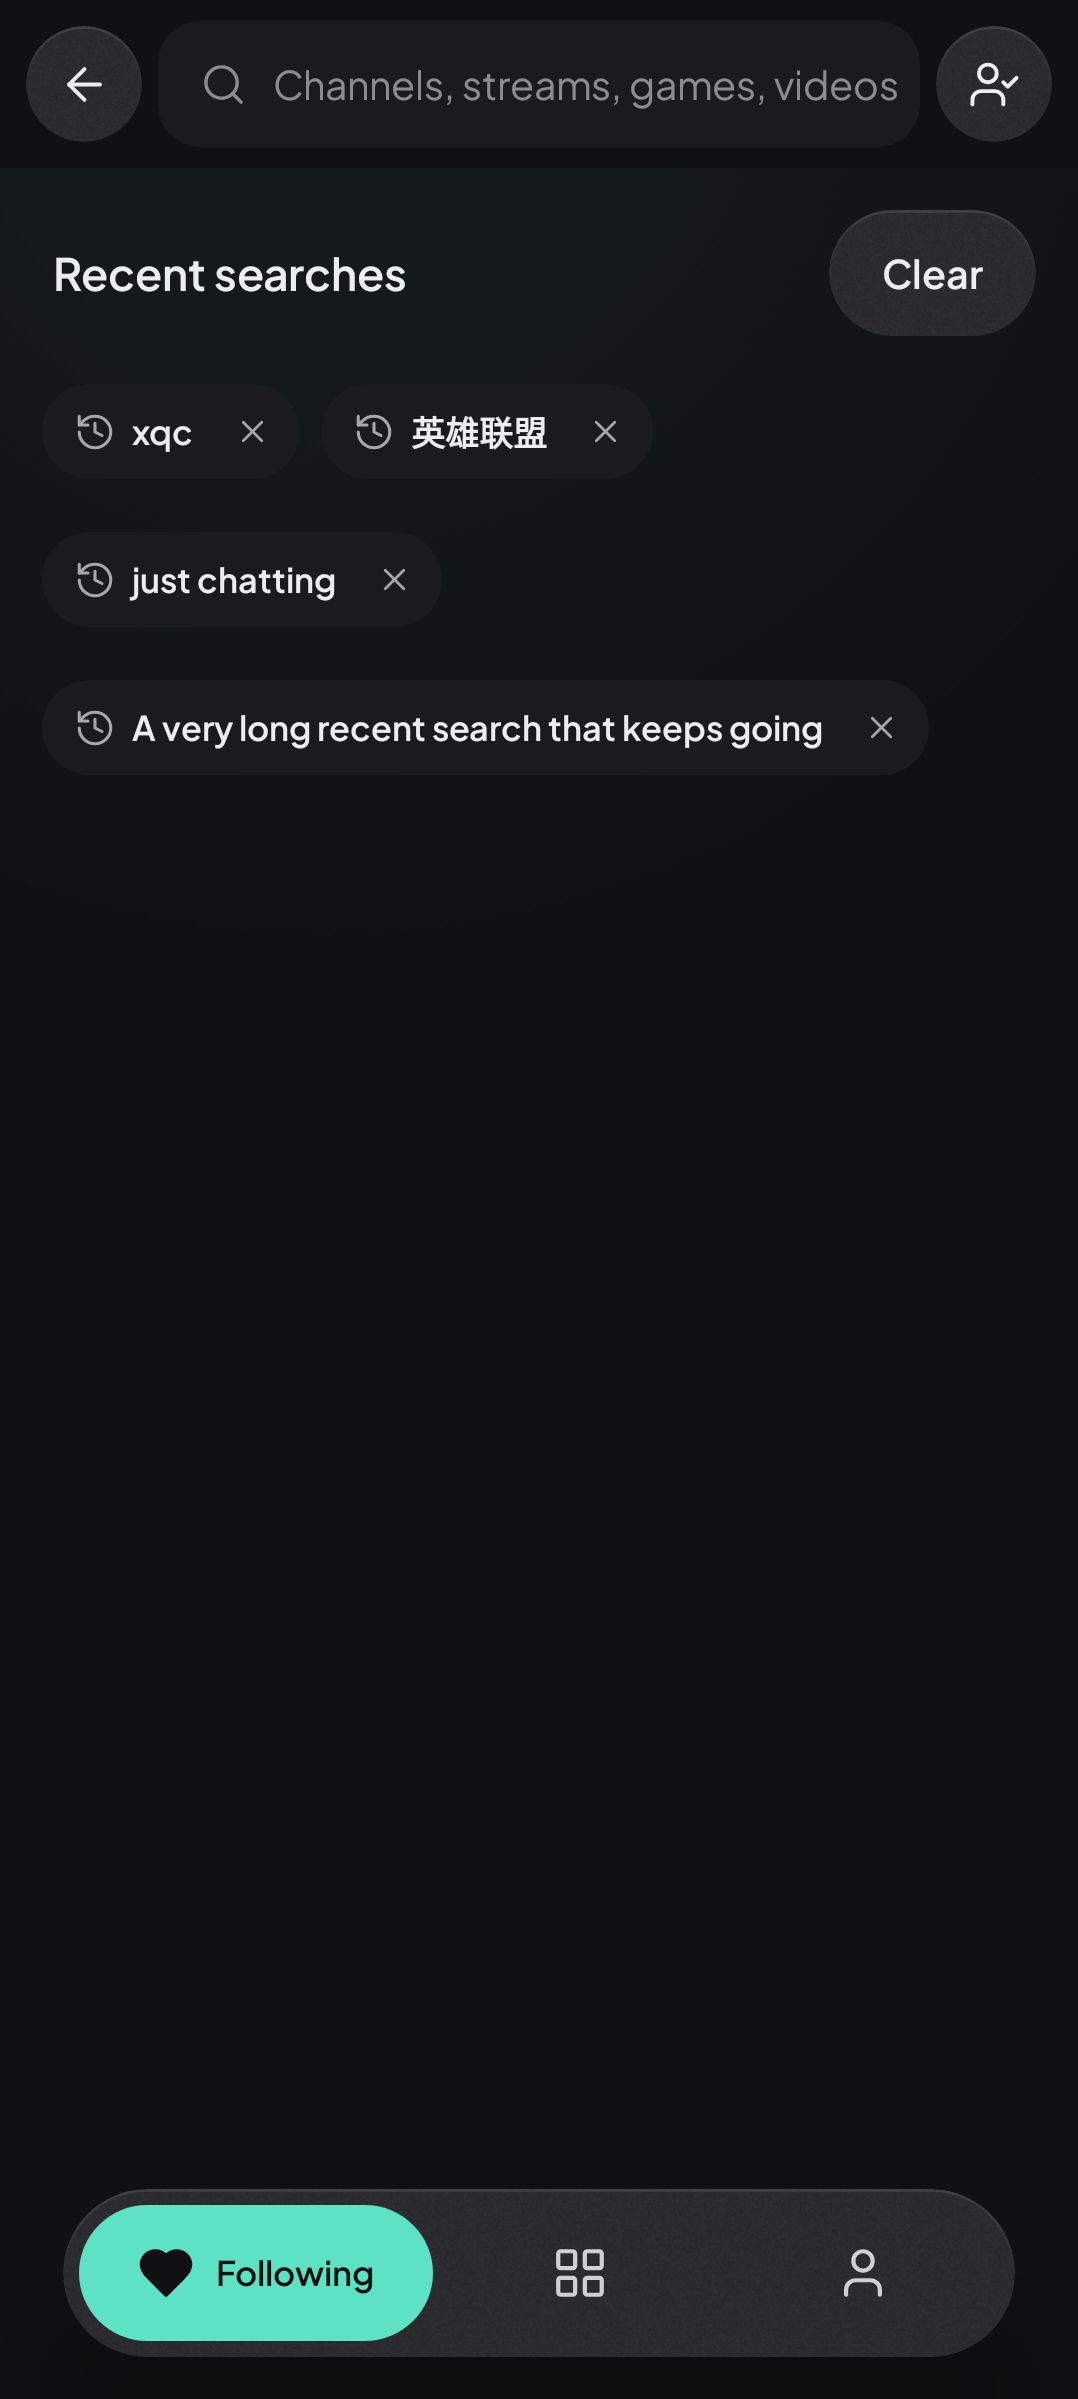 Channels, streams, games, videos
Recent searches
Clear
xqc
英雄联盟
just chatting
A very long recent search that keeps going
Following